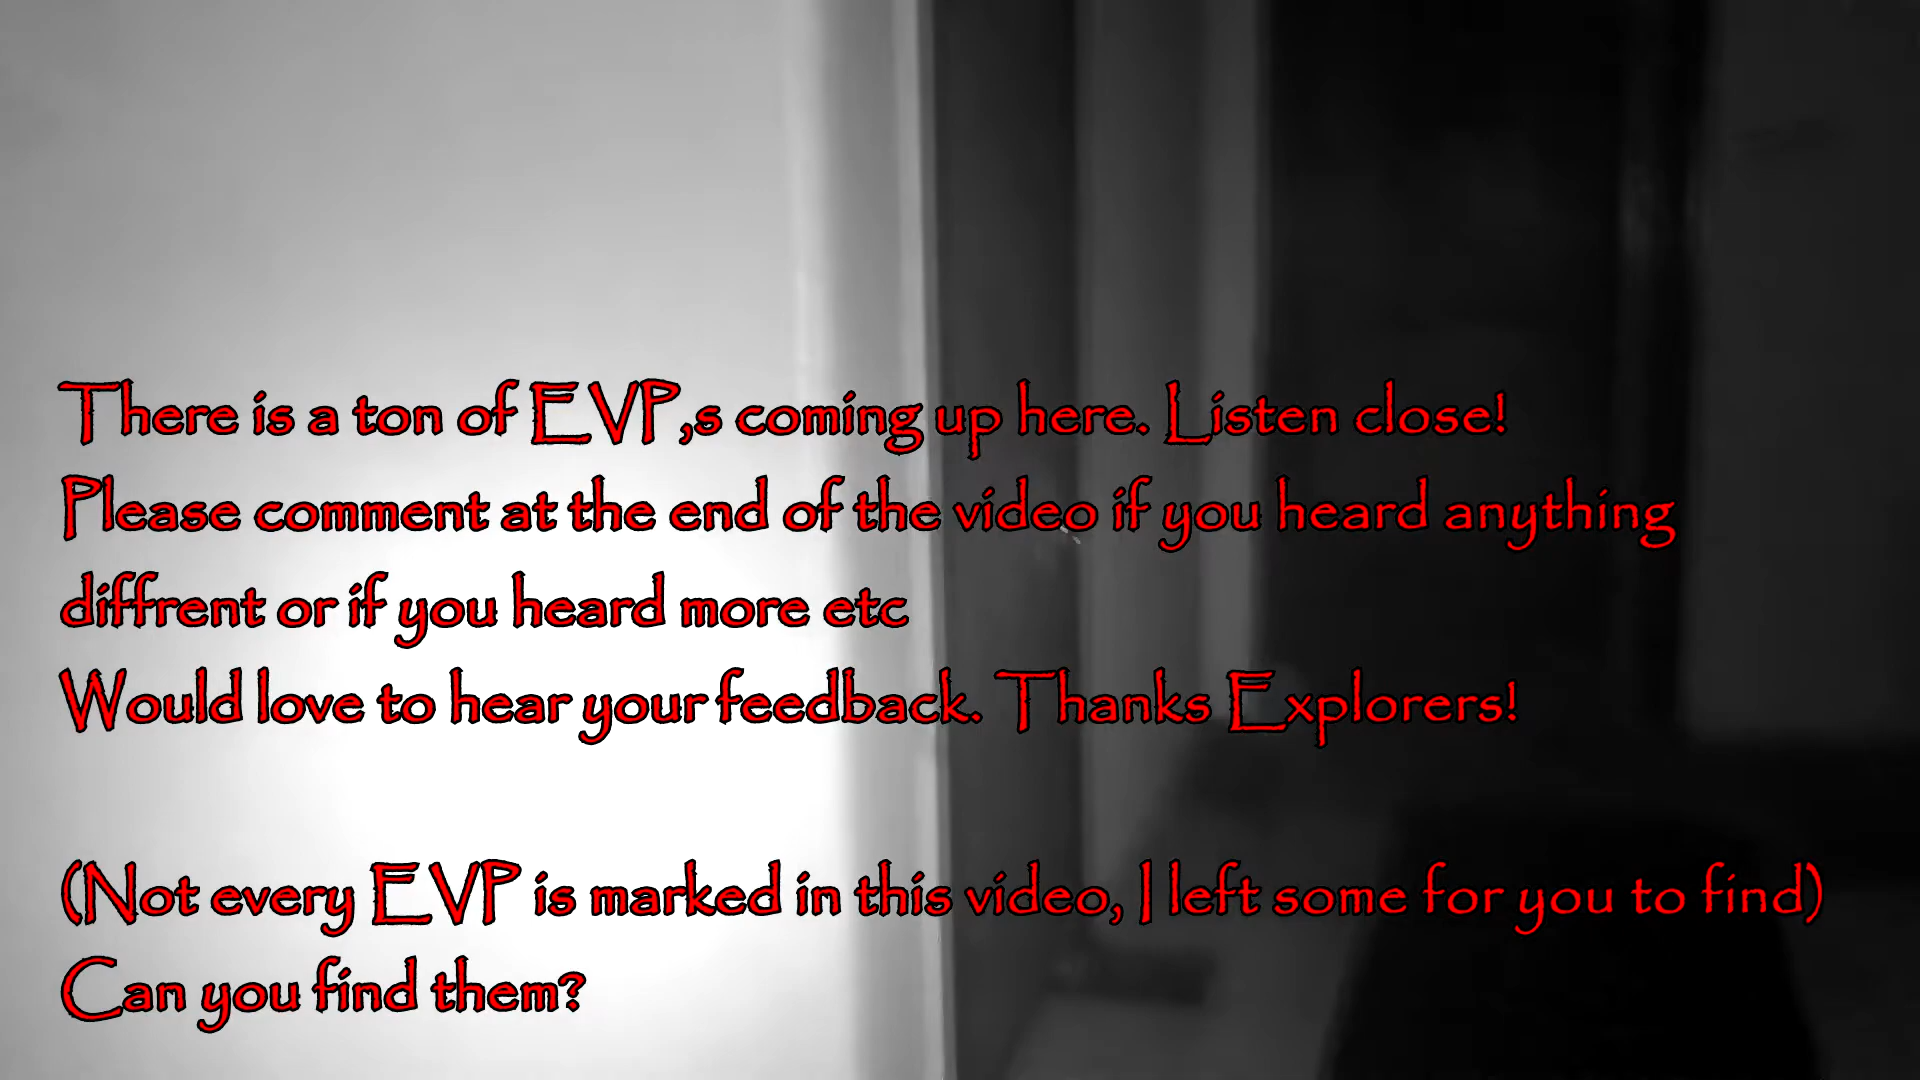 There is a ton of EVP,s coming up here. Listen close!
Please comment at the end of the video if you heard anything
diffrent or if you heard more etc
Would love to hear your feedback. Thanks Explorers!
(Not every EVP is marked in this video, I left some for you to find)
Can you find them?